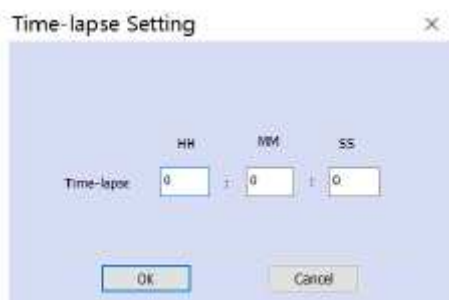 Time-lapse Setting ×
HH MM SS
Time-lapse 0 : 0 : 0
OK Cancel